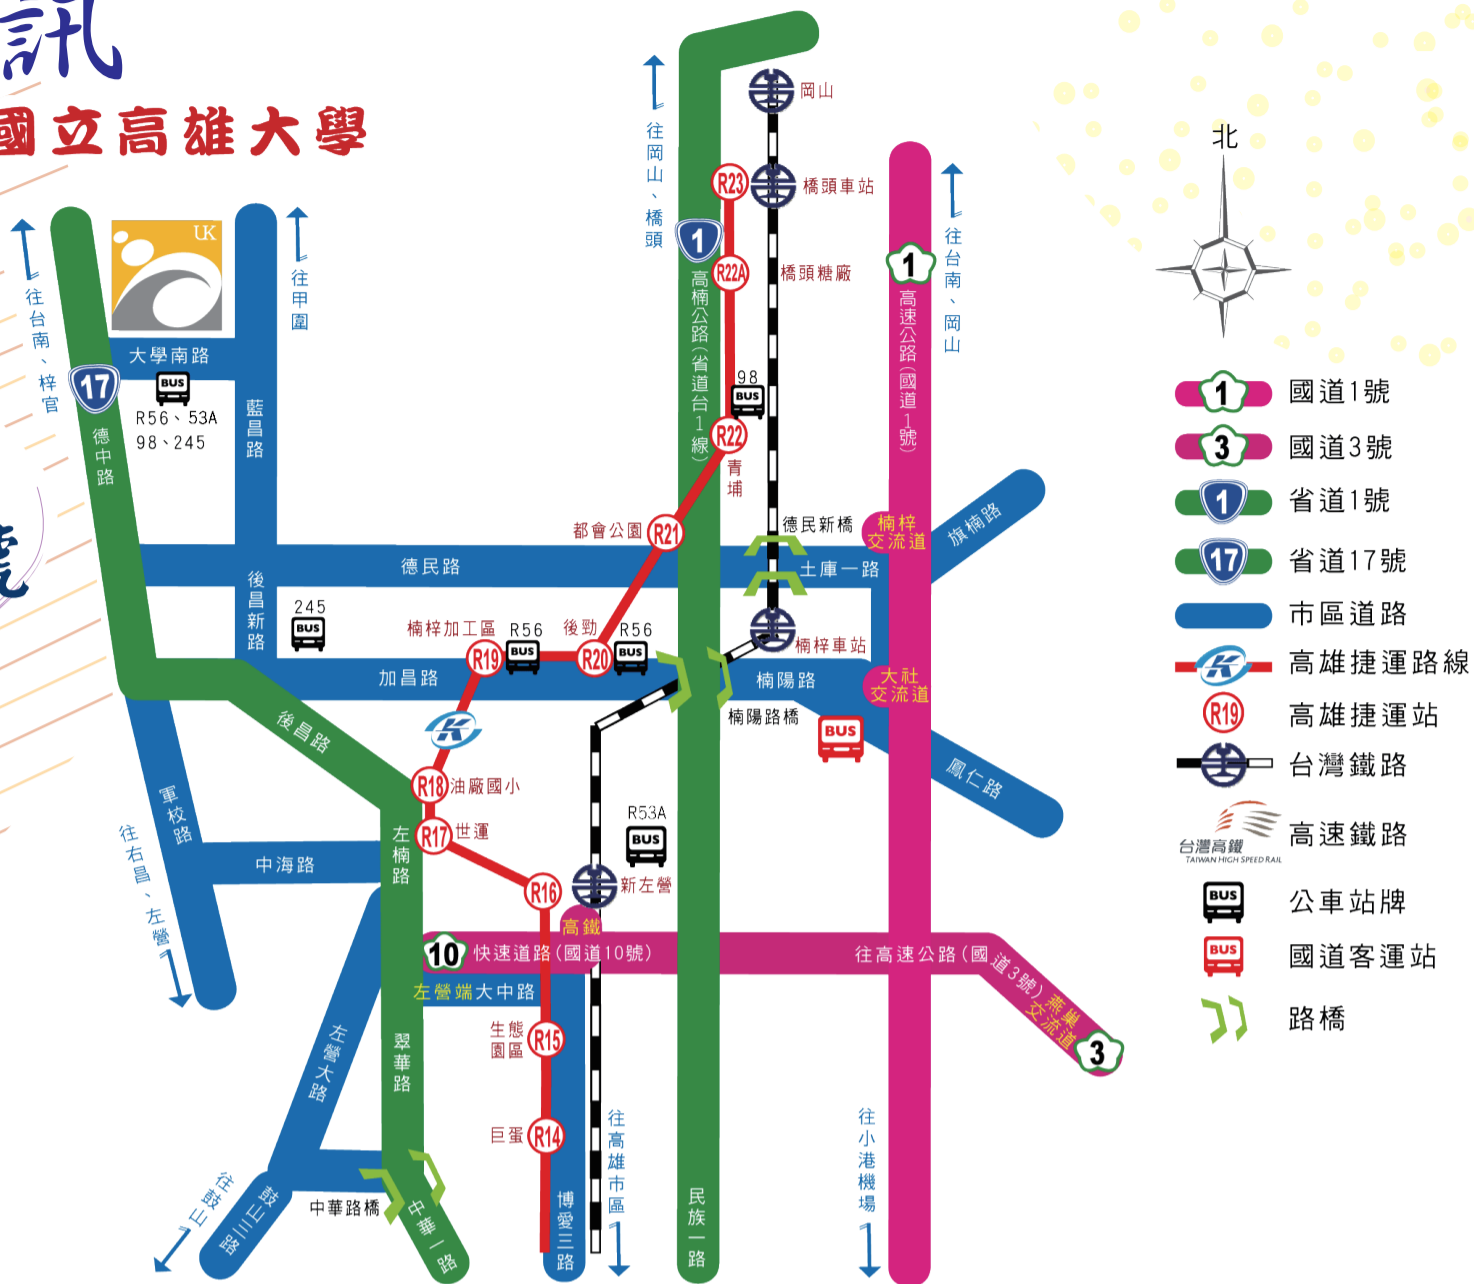 訊
國立高雄大學
北
往岡山、橋頭
岡山
R23
橋頭車站
1
R22A
橋頭糖廠
高楠公路(省道台1線)
1
高速公路(國道1號)
往台南、岡山
UK
往甲圍
往台南、梓官
大學南路
17
BUS
R56、53A
98、245
德中路
藍昌路
98
BUS
R22
青埔
R21
都會公園
德民新橋
楠梓
交流道
旗楠路
德民路
土庫一路
後昌新路
245
BUS
楠梓加工區
R19
R56
BUS
後勁
R20
R56
BUS
楠梓車站
加昌路
楠陽路
大社
交流道
楠陽路橋
BUS
鳳仁路
後昌路
K
R18
油廠國小
R17
世運
軍校路
往右昌、左營
中海路
左楠路
R53A
BUS
R16
新左營
高鐵
10
快速道路(國道10號)
往高速公路(國道3號)
燕巢
交流道
3
左營端大中路
生態
園區
R15
左營大路
翠華路
巨蛋
R14
往高雄市區
往小港機場
往鼓山
鼓山三路
中華路橋
中華一路
博愛三路
民族一路
1
國道1號
3
國道3號
1
省道1號
17
省道17號
市區道路
K
高雄捷運路線
R19
高雄捷運站
台灣鐵路
台灣高鐵
TAIWAN HIGH SPEED RAIL
高速鐵路
BUS
公車站牌
BUS
國道客運站
路橋